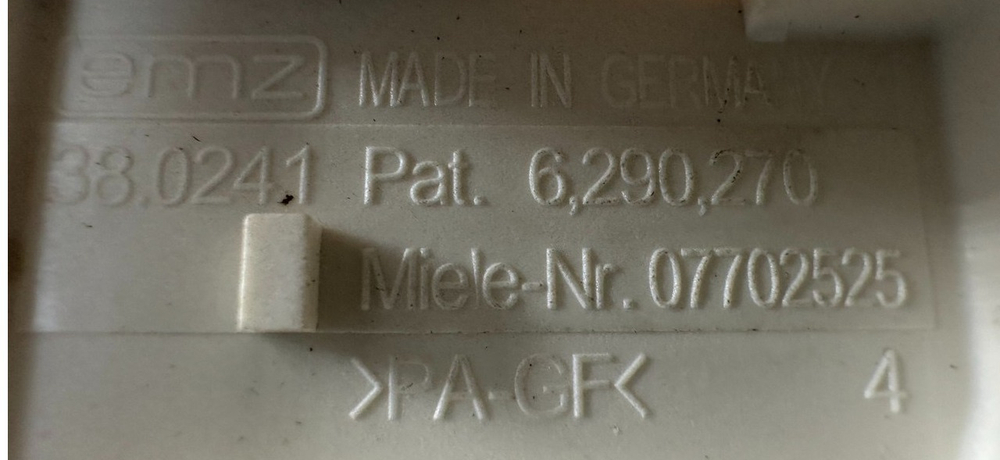 emz MADE IN GERMANY
38.0241 Pat. 6,290,270
Miele-Nr. 07702525
>PA-GF< 4